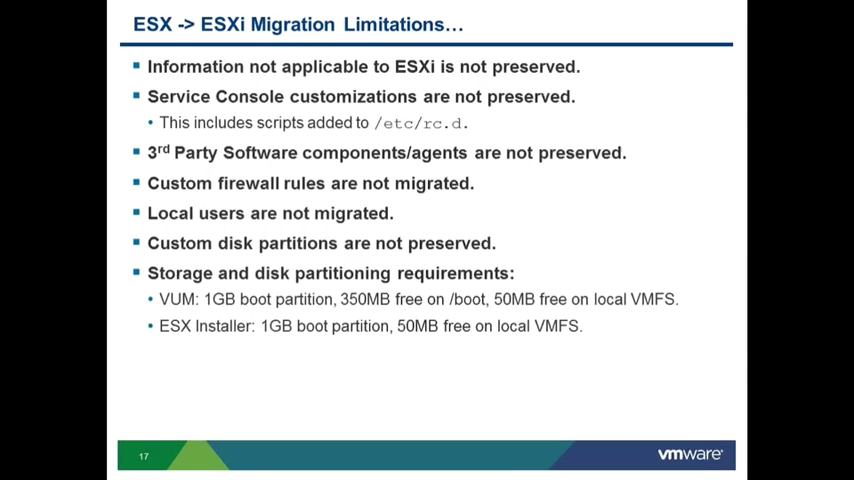 ESX -> ESXi Migration Limitations…
Information not applicable to ESXi is not preserved.
Service Console customizations are not preserved.
This includes scripts added to /etc/rc.d.
3rd Party Software components/agents are not preserved.
Custom firewall rules are not migrated.
Local users are not migrated.
Custom disk partitions are not preserved.
Storage and disk partitioning requirements:
VUM: 1GB boot partition, 350MB free on /boot, 50MB free on local VMFS.
ESX Installer: 1GB boot partition, 50MB free on local VMFS.
17
vmware